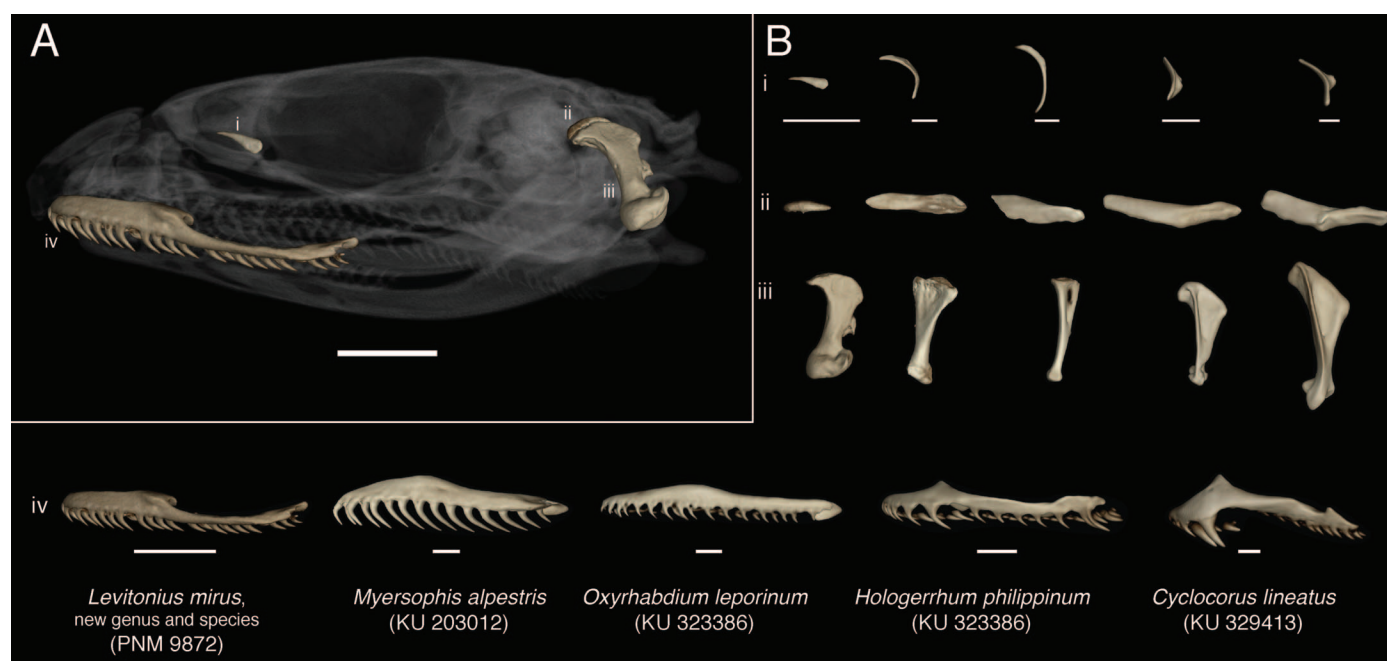 A
B
i
ii
iii
iv
i
ii
iii
iv
Levitonius mirus,
new genus and species
(PNM 9872)
Myersophis alpestris
(KU 203012)
Oxyrhabdium leporinum
(KU 323386)
Hologerrhum philippinum
(KU 323386)
Cyclocorus lineatus
(KU 329413)